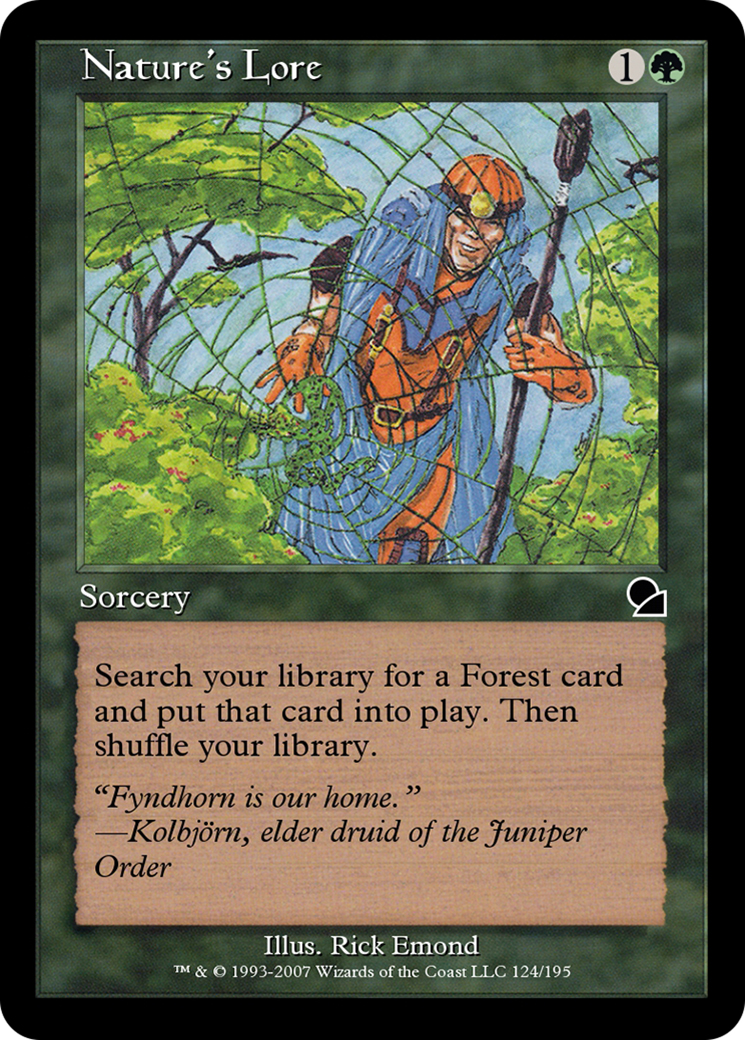 Nature's Lore
1
Sorcery
Search your library for a Forest card
and put that card into play. Then
shuffle your library.
“Fyndhorn is our home.”
—Kolbjörn, elder druid of the Juniper
Order
Illus. Rick Emond
™ & © 1993-2007 Wizards of the Coast LLC 124/195